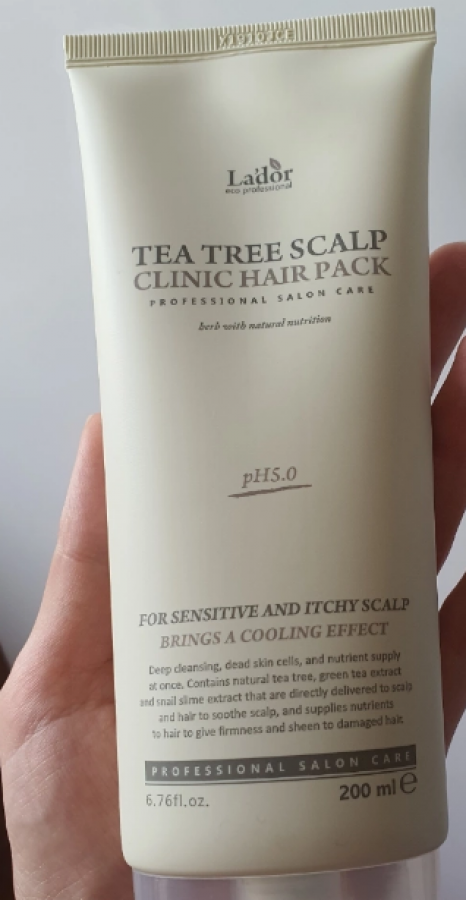 La'dor
eco professional
TEA TREE SCALP
CLINIC HAIR PACK
PROFESSIONAL SALON CARE
herb with natural nutrition
pH5.0
FOR SENSITIVE AND ITCHY SCALP
BRINGS A COOLING EFFECT
Deep cleansing, dead skin cells, and nutrient supply
at once. Contains natural tea tree, green tea extract
and snail slime extract that are directly delivered to scalp
and hair to soothe scalp, and supplies nutrients
to hair to give firmness and sheen to damaged hair.
PROFESSIONAL SALON CARE
6.76fl.oz.
200 ml ℮